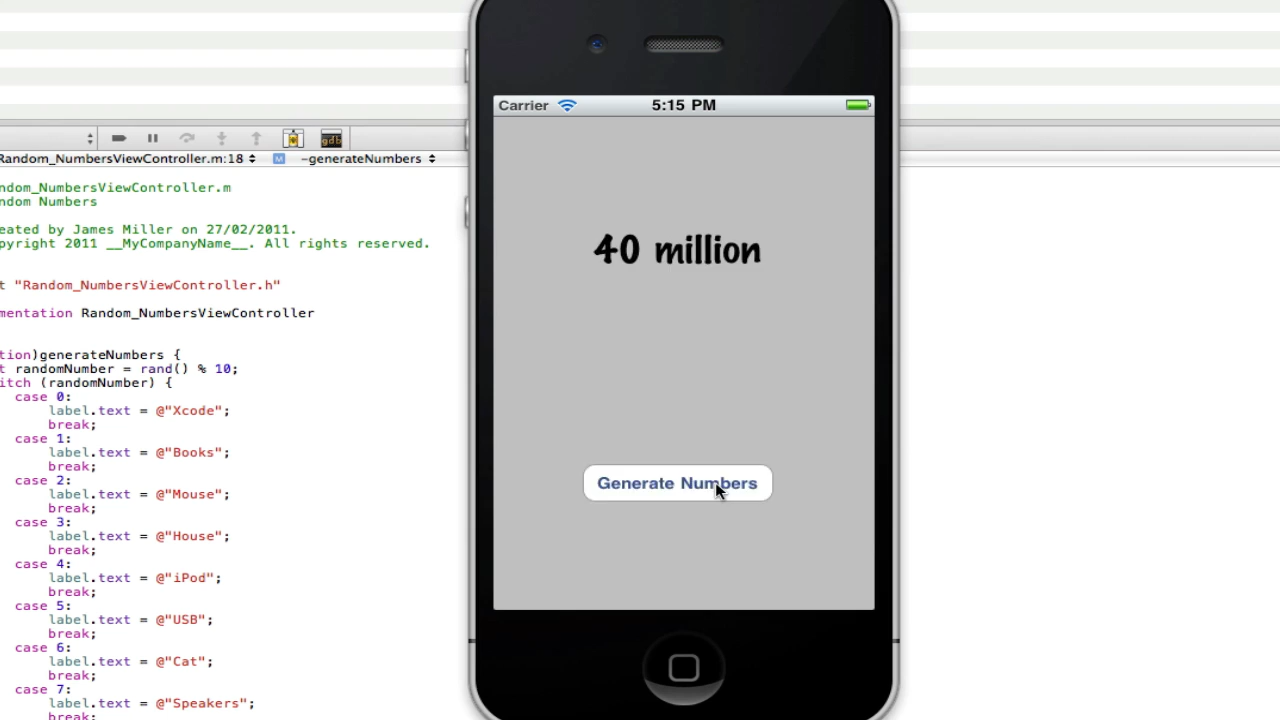 Carrier 5:15 PM
gdb
Random_NumbersViewController.m:18 M -generateNumbers
ndom_NumbersViewController.m
ndom Numbers
eated by James Miller on 27/02/2011.
pyright 2011 __MyCompanyName__. All rights reserved.
t "Random_NumbersViewController.h"
mentation Random_NumbersViewController
tion)generateNumbers {
t randomNumber = rand() % 10;
itch (randomNumber) {
case 0:
label.text = @"Xcode";
break;
case 1:
label.text = @"Books";
break;
case 2:
label.text = @"Mouse";
break;
case 3:
label.text = @"House";
break;
case 4:
label.text = @"iPod";
break;
case 5:
label.text = @"USB";
break;
case 6:
label.text = @"Cat";
break;
case 7:
label.text = @"Speakers";
break;
40 million
Generate Numbers